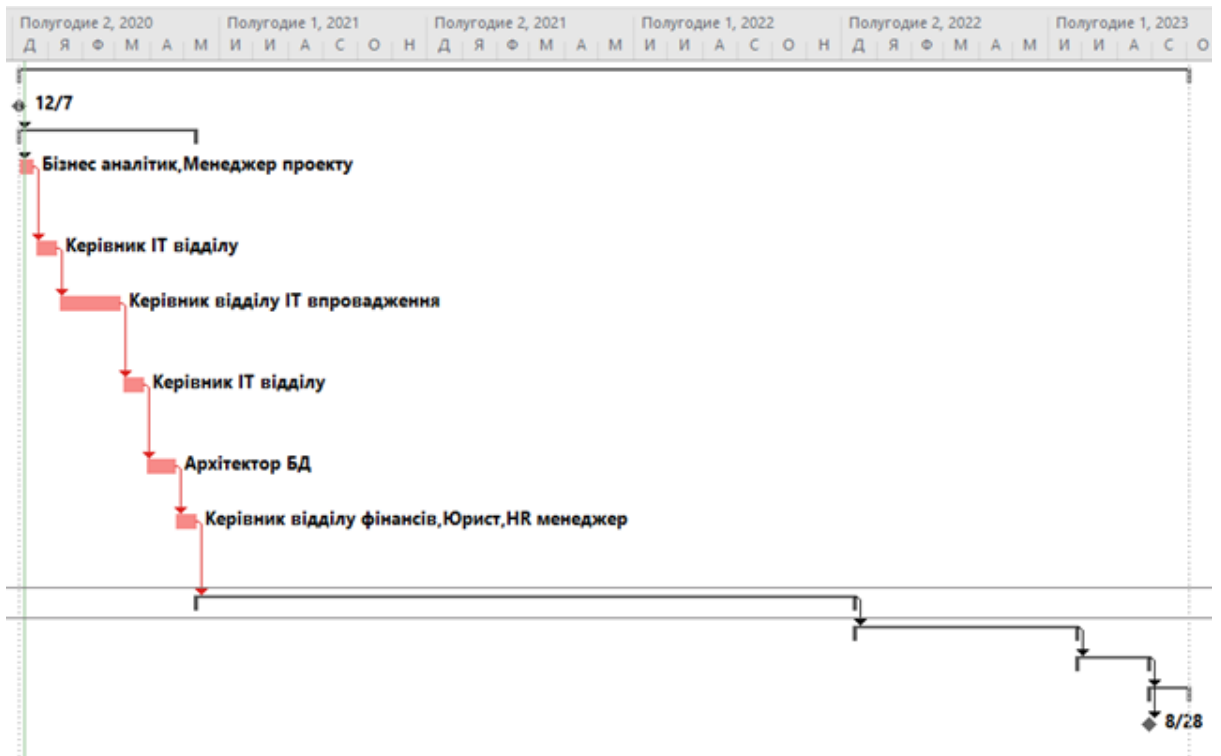 Полугодие 2, 2020 Полугодие 1, 2021 Полугодие 2, 2021 Полугодие 1, 2022 Полугодие 2, 2022 Полугодие 1, 2023
Д Я Ф М А М И И А С О Н Д Я Ф М А М И И А С О Н Д Я Ф М А М И И А С О
12/7
Бізнес аналітик,Менеджер проекту
Керівник ІТ відділу
Керівник відділу ІТ впровадження
Керівник ІТ відділу
Архітектор БД
Керівник відділу фінансів,Юрист,HR менеджер
8/28